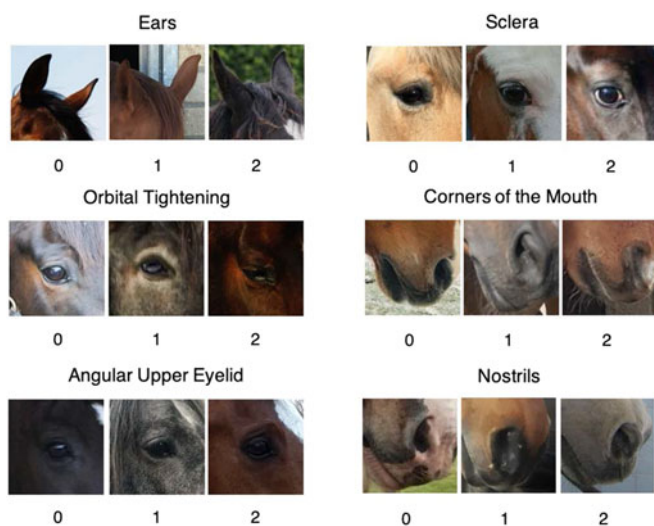 Ears
0 1 2
Sclera
0 1 2
Orbital Tightening
0 1 2
Corners of the Mouth
0 1 2
Angular Upper Eyelid
0 1 2
Nostrils
0 1 2